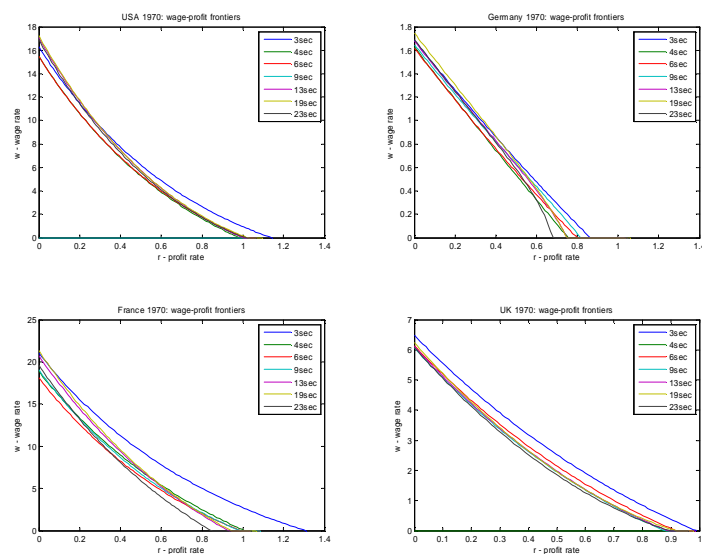 USA 1970: wage-profit frontiers
18
16
14
12
10
8
6
4
2
0
w - wage rate
0 0.2 0.4 0.6 0.8 1 1.2 1.4
r - profit rate
3sec
4sec
6sec
9sec
13sec
19sec
23sec
Germany 1970: wage-profit frontiers
1.8
1.6
1.4
1.2
1
0.8
0.6
0.4
0.2
0
w - wage rate
0 0.2 0.4 0.6 0.8 1 1.2 1.4
r - profit rate
3sec
4sec
6sec
9sec
13sec
19sec
23sec
France 1970: wage-profit frontiers
25
20
15
10
5
0
w - wage rate
0 0.2 0.4 0.6 0.8 1 1.2 1.4
r - profit rate
3sec
4sec
6sec
9sec
13sec
19sec
23sec
UK 1970: wage-profit frontiers
7
6
5
4
3
2
1
0
w - wage rate
0 0.1 0.2 0.3 0.4 0.5 0.6 0.7 0.8 0.9 1
r - profit rate
3sec
4sec
6sec
9sec
13sec
19sec
23sec